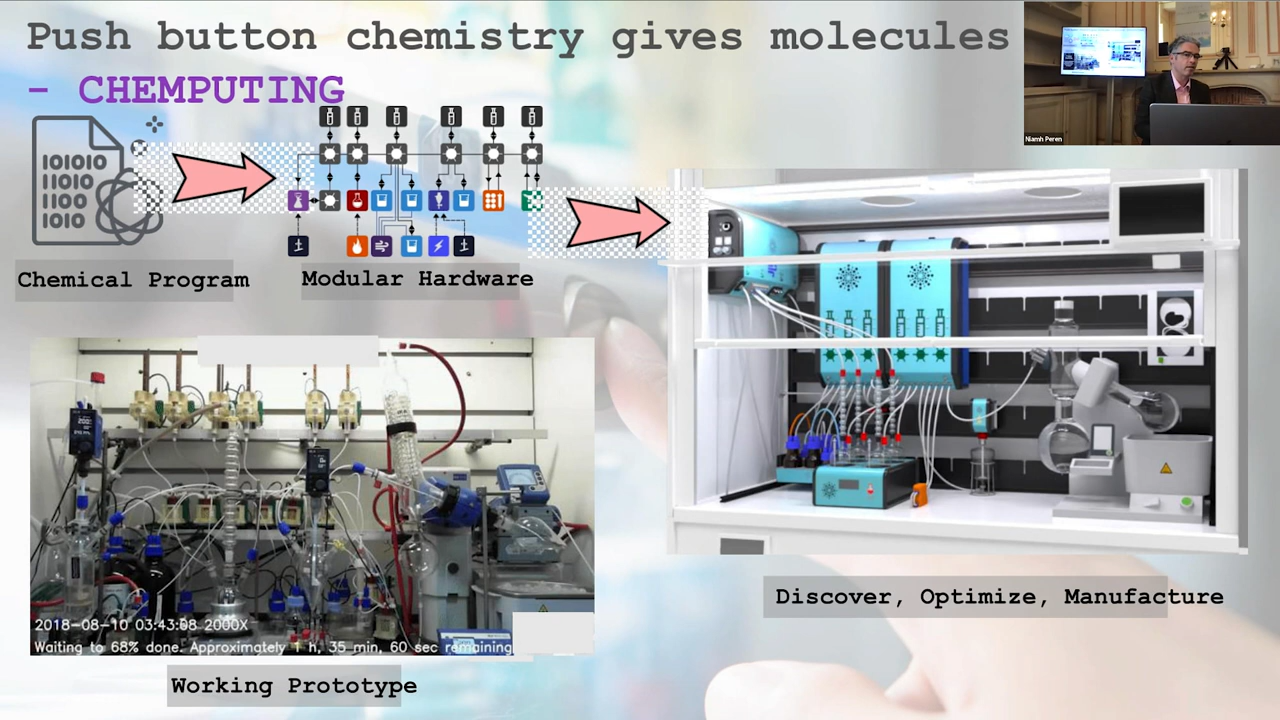 Push button chemistry gives molecules
- CHEMPUTING
101010
11010
1100
1010
Chemical Program
Modular Hardware
Niamh Peren
2018-08-10 03:43:08 2000X
Waiting to 68% done. Approximately 1 h, 35 min, 60 sec remaining
Working Prototype
Discover, Optimize, Manufacture